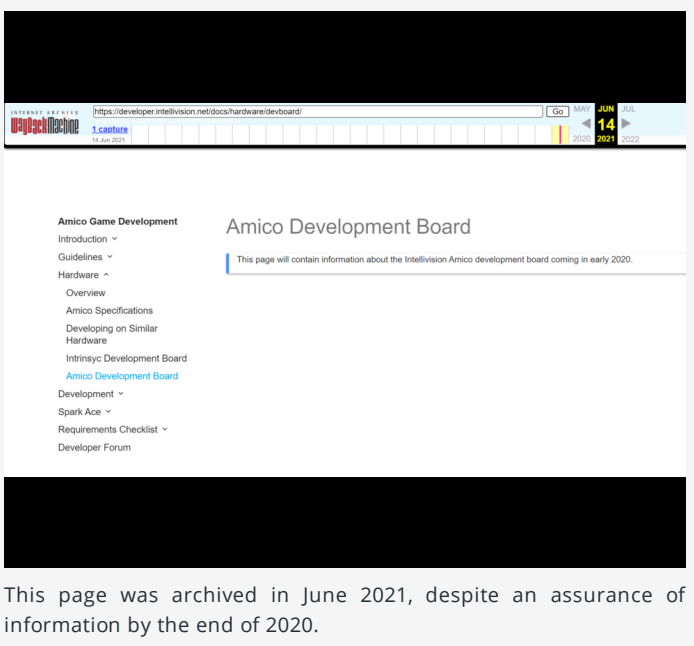 INTERNET ARCHIVE
WayBackMachine
https://developer.intellivision.net/docs/hardware/devboard/
Go
MAY JUN JUL
1 capture
14
14 Jun 2021
2020 2021 2022
Amico Game Development
Introduction
Guidelines
Hardware
Overview
Amico Specifications
Developing on Similar
Hardware
Intrinsyc Development Board
Amico Development Board
Development
Spark Ace
Requirements Checklist
Developer Forum
Amico Development Board
This page will contain information about the Intellivision Amico development board coming in early 2020.
This page was archived in June 2021, despite an assurance of
information by the end of 2020.